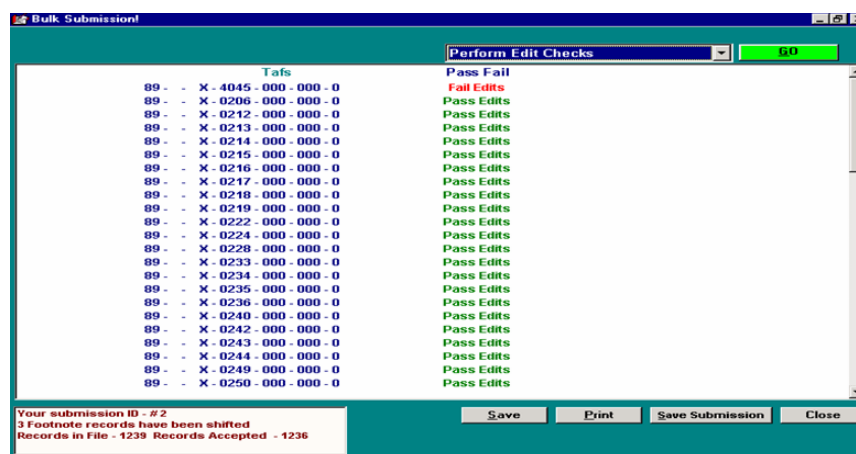 Bulk Submission!
Perform Edit Checks GO
Tafs Pass Fail
89 - - X - 4045 - 000 - 000 - 0 Fail Edits
89 - - X - 0206 - 000 - 000 - 0 Pass Edits
89 - - X - 0212 - 000 - 000 - 0 Pass Edits
89 - - X - 0213 - 000 - 000 - 0 Pass Edits
89 - - X - 0214 - 000 - 000 - 0 Pass Edits
89 - - X - 0215 - 000 - 000 - 0 Pass Edits
89 - - X - 0216 - 000 - 000 - 0 Pass Edits
89 - - X - 0217 - 000 - 000 - 0 Pass Edits
89 - - X - 0218 - 000 - 000 - 0 Pass Edits
89 - - X - 0219 - 000 - 000 - 0 Pass Edits
89 - - X - 0222 - 000 - 000 - 0 Pass Edits
89 - - X - 0224 - 000 - 000 - 0 Pass Edits
89 - - X - 0228 - 000 - 000 - 0 Pass Edits
89 - - X - 0233 - 000 - 000 - 0 Pass Edits
89 - - X - 0234 - 000 - 000 - 0 Pass Edits
89 - - X - 0235 - 000 - 000 - 0 Pass Edits
89 - - X - 0236 - 000 - 000 - 0 Pass Edits
89 - - X - 0240 - 000 - 000 - 0 Pass Edits
89 - - X - 0242 - 000 - 000 - 0 Pass Edits
89 - - X - 0243 - 000 - 000 - 0 Pass Edits
89 - - X - 0244 - 000 - 000 - 0 Pass Edits
89 - - X - 0249 - 000 - 000 - 0 Pass Edits
89 - - X - 0250 - 000 - 000 - 0 Pass Edits
Your submission ID - # 2
3 Footnote records have been shifted
Records in File - 1239 Records Accepted - 1236
Save Print Save Submission Close